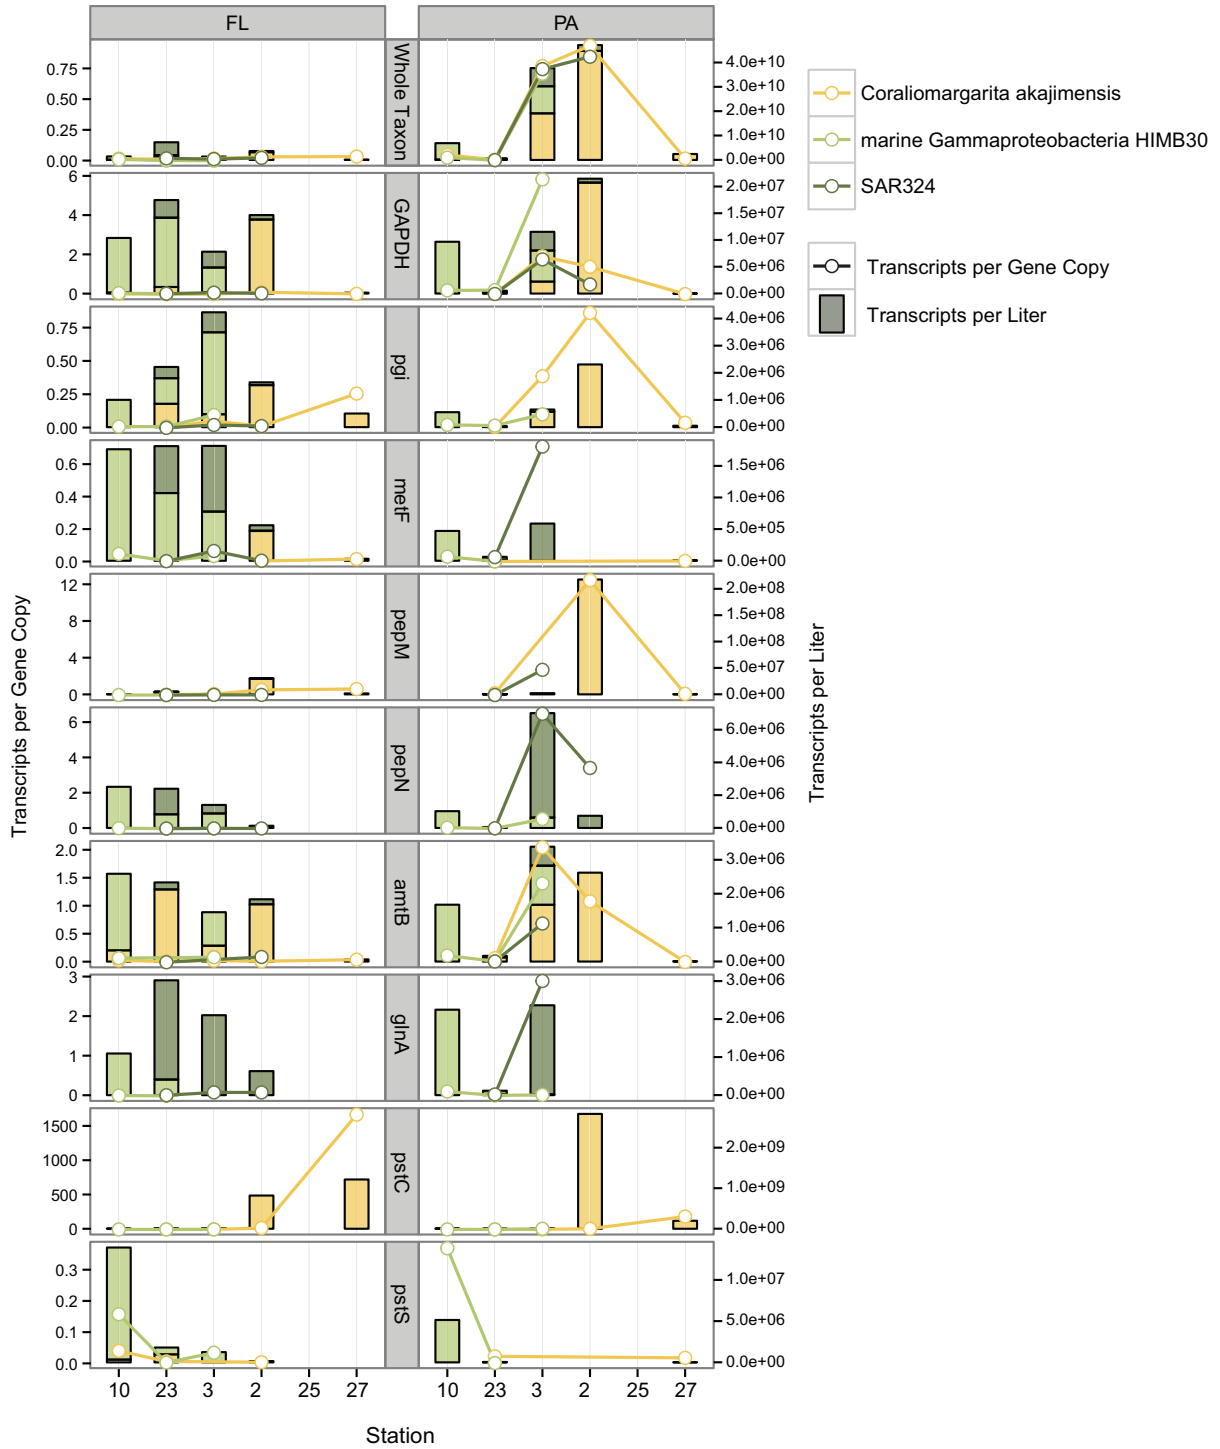 FL PA
Whole Taxon
0.75
0.50
0.25
0.00
4.0e+10
3.0e+10
2.0e+10
1.0e+10
0.0e+00
GAPDH
6
4
2
0
2.0e+07
1.5e+07
1.0e+07
5.0e+06
0.0e+00
pgi
0.75
0.50
0.25
0.00
4.0e+06
3.0e+06
2.0e+06
1.0e+06
0.0e+00
metF
0.6
0.4
0.2
0.0
1.5e+06
1.0e+06
5.0e+05
0.0e+00
pepM
12
8
4
0
2.0e+08
1.5e+08
1.0e+08
5.0e+07
0.0e+00
pepN
6
4
2
0
6.0e+06
4.0e+06
2.0e+06
0.0e+00
amtB
2.0
1.5
1.0
0.5
0.0
3.0e+06
2.0e+06
1.0e+06
0.0e+00
glnA
3
2
1
0
3.0e+06
2.0e+06
1.0e+06
0.0e+00
pstC
1500
1000
500
0
2.0e+09
1.0e+09
0.0e+00
pstS
0.3
0.2
0.1
0.0
1.0e+07
5.0e+06
0.0e+00
10 23 3 2 25 27 10 23 3 2 25 27
Station
Transcripts per Gene Copy
Transcripts per Liter
Coraliomargarita akajimensis
marine Gammaproteobacteria HIMB30
SAR324
Transcripts per Gene Copy
Transcripts per Liter